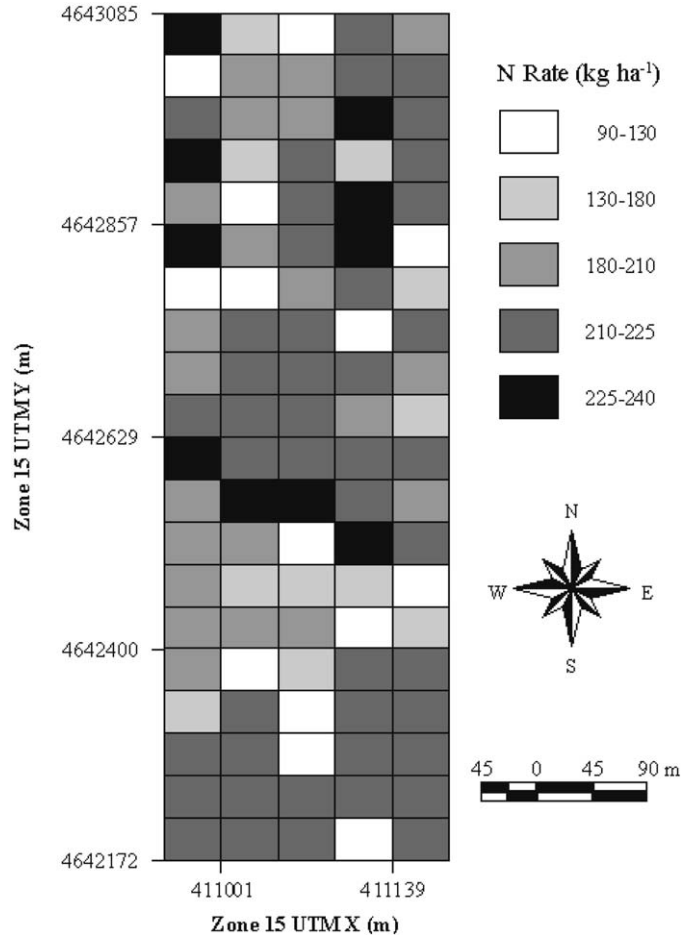 4643085
4642857
4642629
4642400
4642172
Zone 15 UTMY (m)
411001 411139
Zone 15 UTMX (m)
N Rate (kg ha-1)
90-130
130-180
180-210
210-225
225-240
N
W E
S
45 0 45 90 m